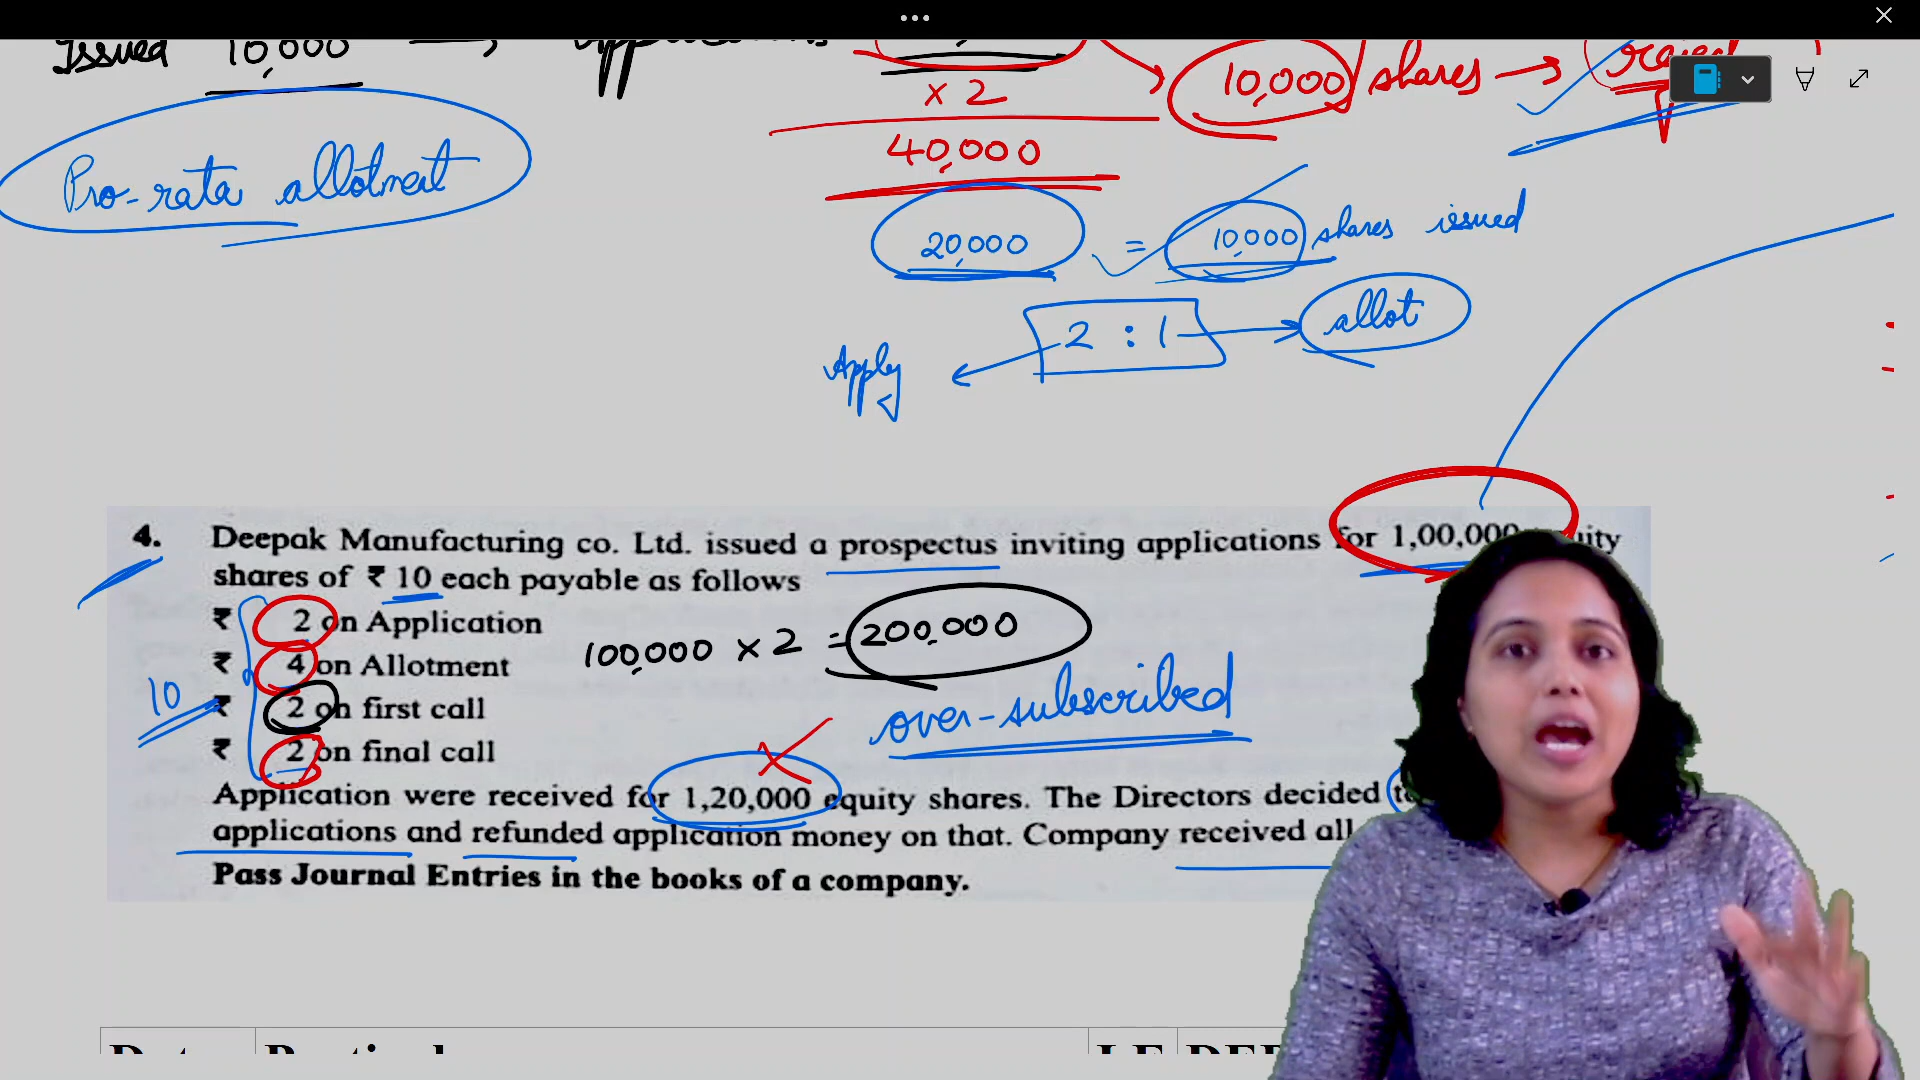 Issued 10,000
x 2
10,000 shares
40,000
Pro-rata allotment
20,000 = 10,000 shares issued
2 : 1
allot
Apply
4. Deepak Manufacturing co. Ltd. issued a prospectus inviting applications for 1,00,000
shares of ₹ 10 each payable as follows
₹ 2 on Application
100,000 x 2 = 200,000
₹ 4 on Allotment
10
over-subscribed
₹ 2 on first call
₹ 2 on final call
Application were received for 1,20,000 equity shares. The Directors decided
applications and refunded application money on that. Company received all
Pass Journal Entries in the books of a company.